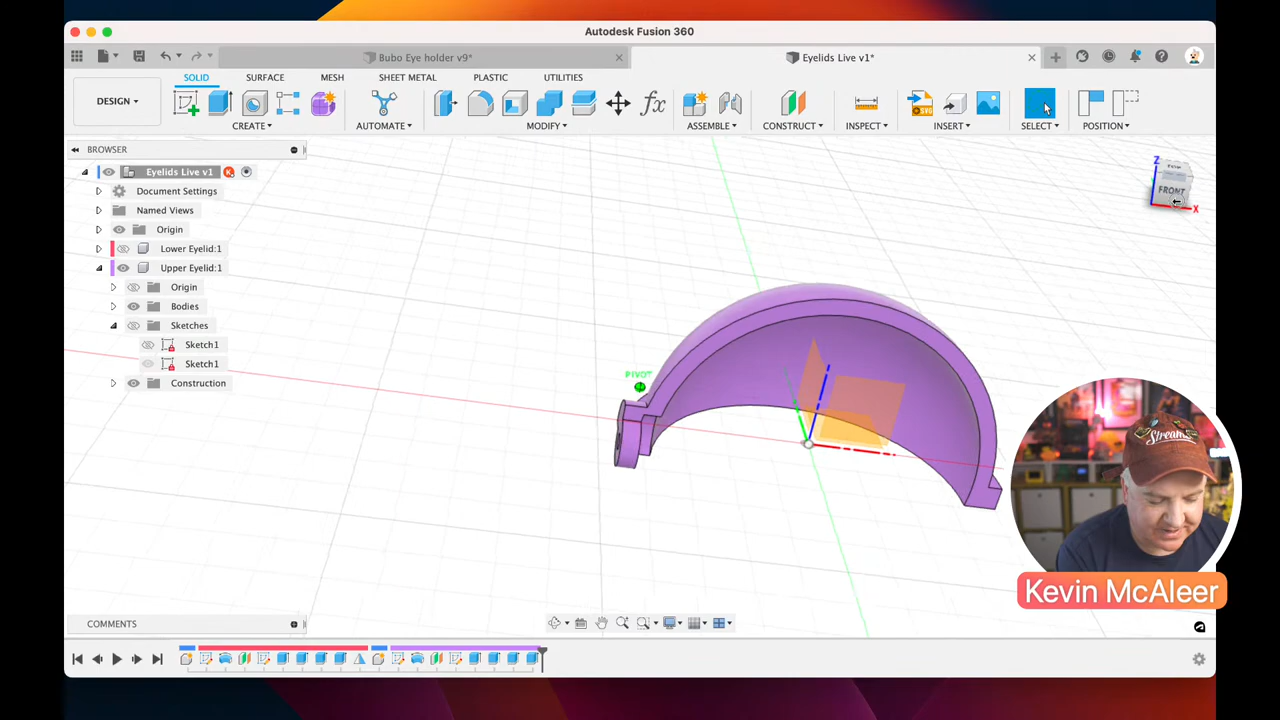 Autodesk Fusion 360
Bubo Eye holder v9*
Eyelids Live v1*
SOLID SURFACE MESH SHEET METAL PLASTIC UTILITIES
DESIGN
CREATE AUTOMATE MODIFY ASSEMBLE CONSTRUCT INSPECT INSERT SELECT POSITION
BROWSER
Eyelids Live v1
Document Settings
Named Views
Origin
Lower Eyelid:1
Upper Eyelid:1
Origin
Bodies
Sketches
Sketch1
Sketch1
Construction
Z
TOP
FRONT
X
PIVOT
Streams
Kevin McAleer
COMMENTS